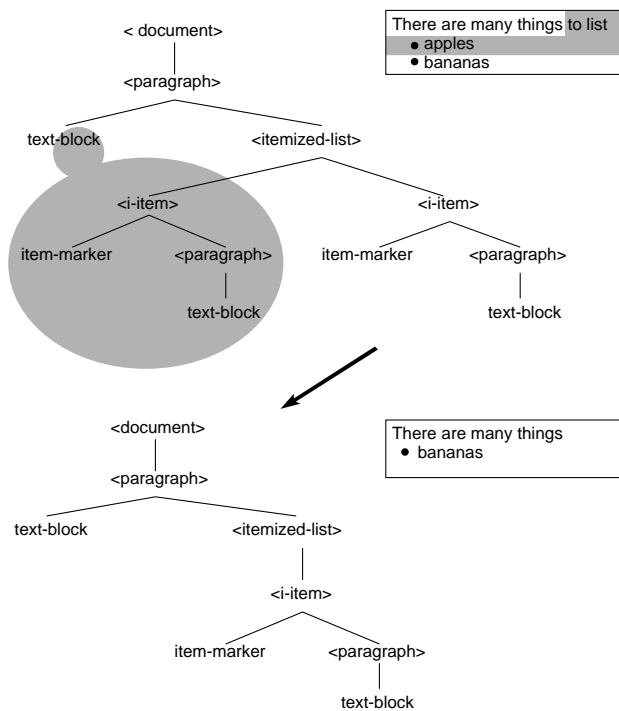 There are many things to list
< document>
• apples
• bananas
<paragraph>
text-block <itemized-list>
<i-item> <i-item>
item-marker <paragraph> item-marker <paragraph>
text-block text-block
<document>
There are many things
• bananas
<paragraph>
text-block <itemized-list>
<i-item>
item-marker <paragraph>
text-block